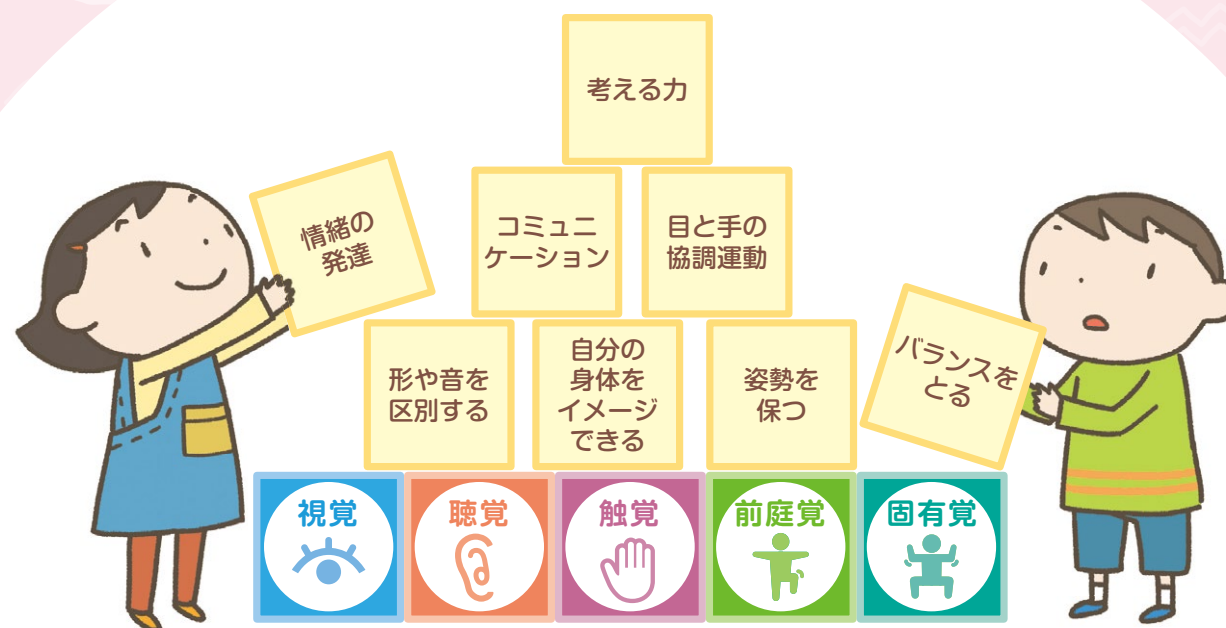 考える力
情緒の
発達
コミュニ
ケーション
目と手の
協調運動
形や音を
区別する
自分の
身体を
イメージ
できる
姿勢を
保つ
バランスを
とる
視覚
聴覚
触覚
前庭覚
固有覚